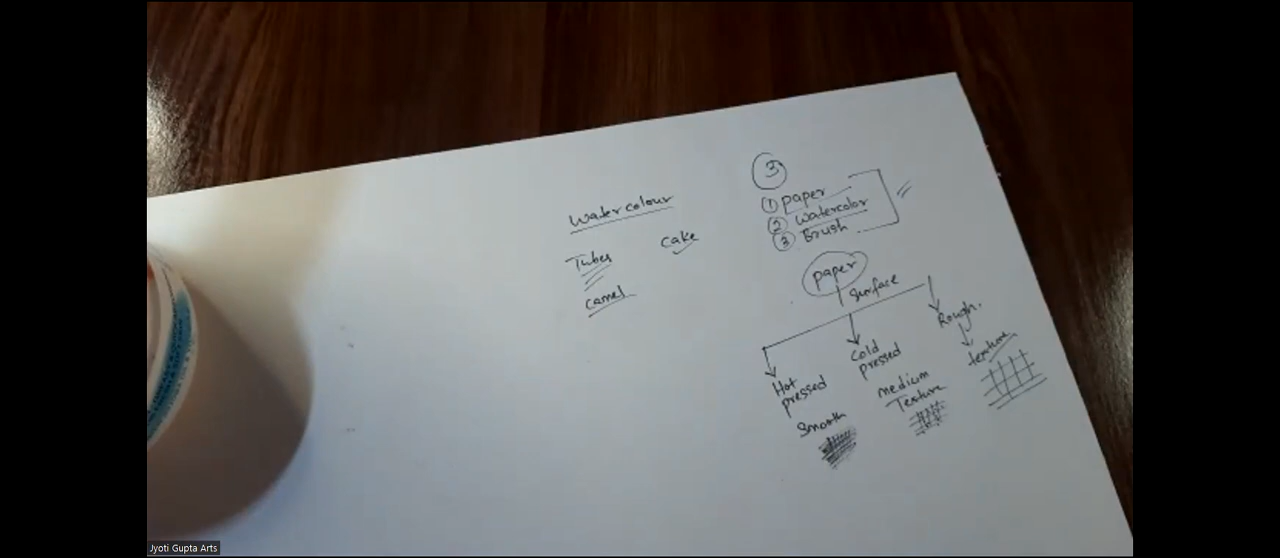 Watercolour
Tubes
Cake
Camel
3
1 paper
2 watercolor
3 Brush
paper
Surface
Hot
pressed
Smooth
Cold
pressed
medium
Texture
Rough.
texture
Jyoti Gupta Arts